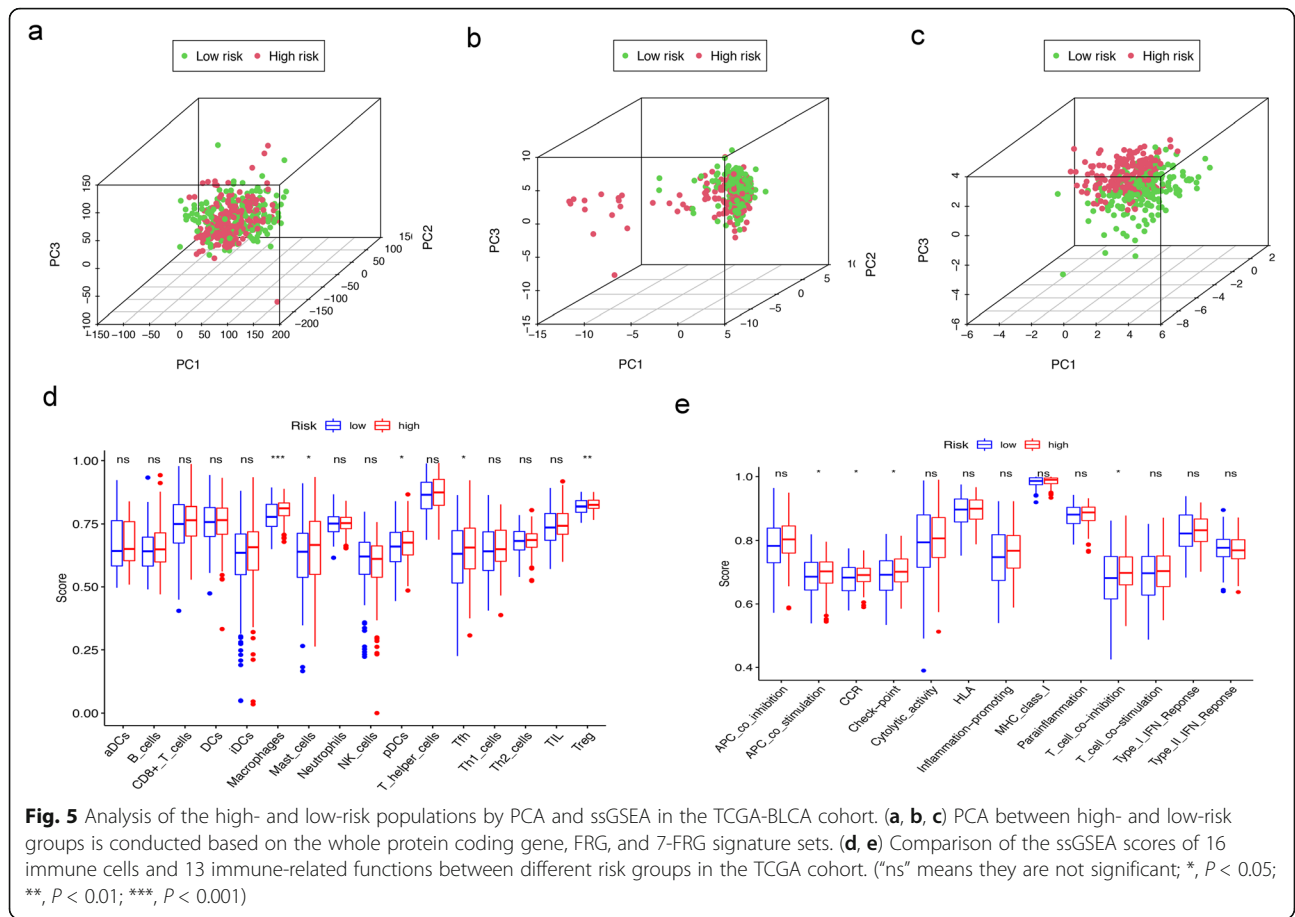 a
Low risk High risk
150
100
50
0
-50
-100
PC3
-150 -100 0 50 100 150 200
PC1
-200
-150
-100
-50
0
50
100
PC2
b
Low risk High risk
10
5
0
-5
-10
-15
PC3
-15 -10 -5 0 5
PC1
-10
-5
0
5
PC2
c
Low risk High risk
4
2
0
-2
-4
-6
PC3
-6 -4 -2 0 2 4 6
PC1
-8
-6
-4
-2
0
2
d
Risk low high
ns ns ns ns ns *** * ns ns * ns * ns ns ns **
1.00
0.75
0.50
0.25
0.00
Score
aDCs
B_cells
CD8+_T_cells
DCs
iDCs
Macrophages
Mast_cells
Neutrophils
NK_cells
pDCs
T_helper_cells
Tfh
Th1_cells
Th2_cells
TIL
Treg
e
Risk low high
ns * * * ns ns ns ns ns * ns ns ns
1.0
0.8
0.6
0.4
Score
APC_co_inhibition
APC_co_stimulation
CCR
Check-point
Cytolytic_activity
HLA
Inflammation-promoting
MHC_class_I
Parainflammation
T_cell_co-inhibition
T_cell_co-stimulation
Type_I_IFN_Reponse
Type_II_IFN_Reponse
Fig. 5 Analysis of the high- and low-risk populations by PCA and ssGSEA in the TCGA-BLCA cohort. (a, b, c) PCA between high- and low-risk
groups is conducted based on the whole protein coding gene, FRG, and 7-FRG signature sets. (d, e) Comparison of the ssGSEA scores of 16
immune cells and 13 immune-related functions between different risk groups in the TCGA cohort. ("ns" means they are not significant; *, P < 0.05;
**, P < 0.01; ***, P < 0.001)